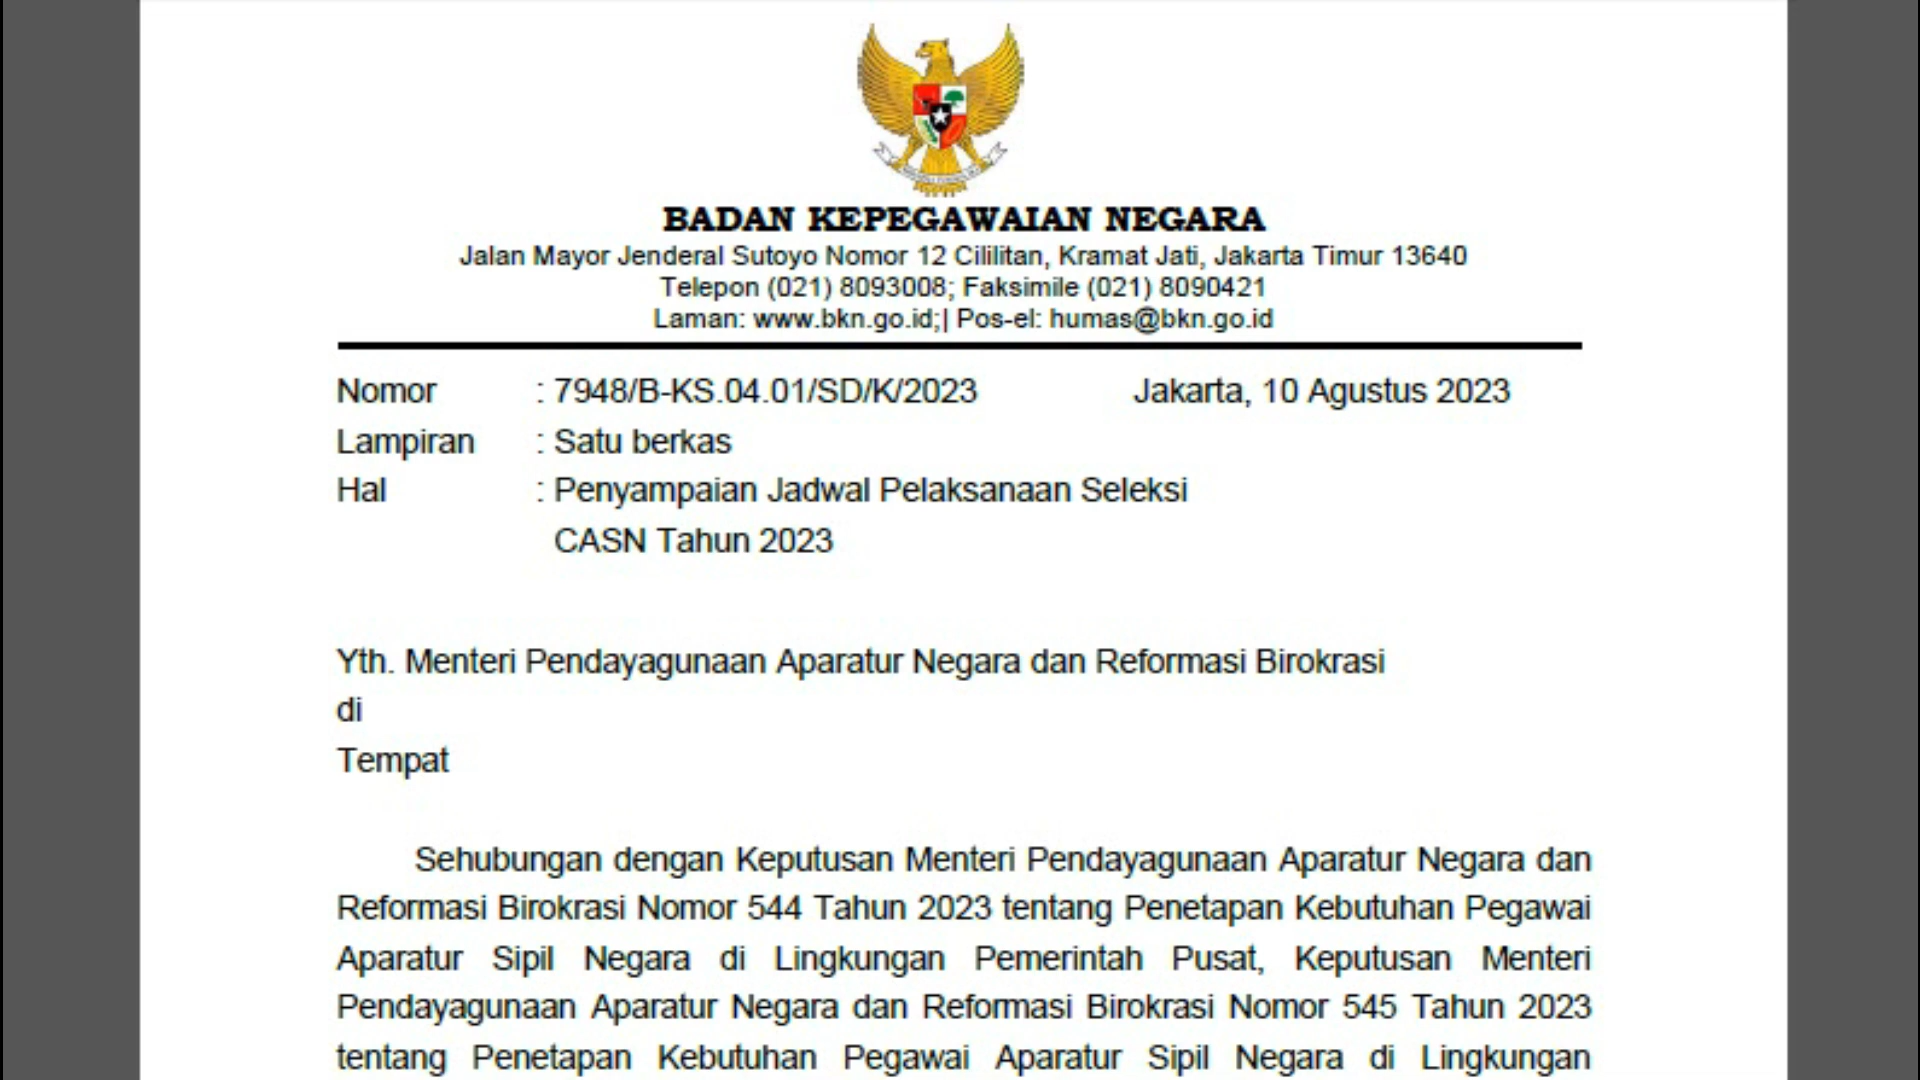 BADAN KEPEGAWAIAN NEGARA
Jalan Mayor Jenderal Sutoyo Nomor 12 Cililitan, Kramat Jati, Jakarta Timur 13640
Telepon (021) 8093008; Faksimile (021) 8090421
Laman: www.bkn.go.id;| Pos-el: humas@bkn.go.id
Nomor : 7948/B-KS.04.01/SD/K/2023 Jakarta, 10 Agustus 2023
Lampiran : Satu berkas
Hal : Penyampaian Jadwal Pelaksanaan Seleksi
CASN Tahun 2023
Yth. Menteri Pendayagunaan Aparatur Negara dan Reformasi Birokrasi
di
Tempat
Sehubungan dengan Keputusan Menteri Pendayagunaan Aparatur Negara dan
Reformasi Birokrasi Nomor 544 Tahun 2023 tentang Penetapan Kebutuhan Pegawai
Aparatur Sipil Negara di Lingkungan Pemerintah Pusat, Keputusan Menteri
Pendayagunaan Aparatur Negara dan Reformasi Birokrasi Nomor 545 Tahun 2023
tentang Penetapan Kebutuhan Pegawai Aparatur Sipil Negara di Lingkungan